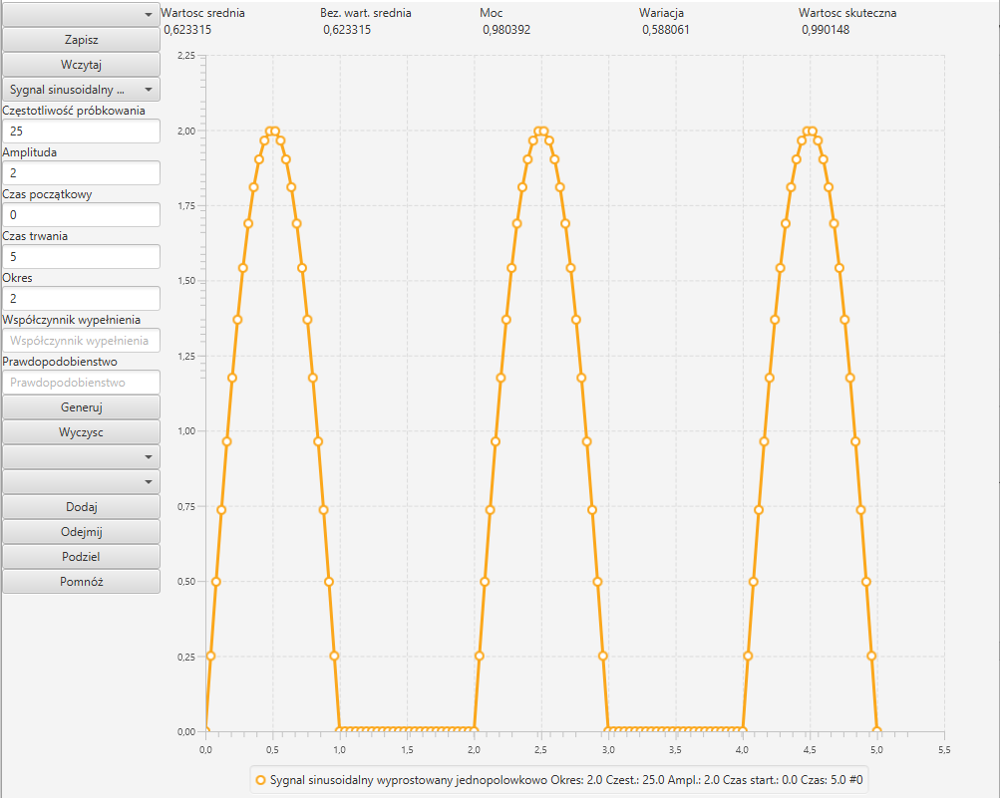 Zapisz
Wczytaj
Sygnal sinusoidalny ...
Częstotliwość próbkowania
25
Amplituda
2
Czas początkowy
0
Czas trwania
5
Okres
2
Współczynnik wypełnienia
Współczynnik wypełnienia
Prawdopodobienstwo
Prawdopodobienstwo
Generuj
Wyczysc
Dodaj
Odejmij
Podziel
Pomnóż
Wartosc srednia Bez. wart. srednia Moc Wariacja Wartosc skuteczna
0,623315 0,623315 0,980392 0,588061 0,990148
2,25
2,00
1,75
1,50
1,25
1,00
0,75
0,50
0,25
0,00
0,0 0,5 1,0 1,5 2,0 2,5 3,0 3,5 4,0 4,5 5,0 5,5
Sygnal sinusoidalny wyprostowany jednopolowkowo Okres: 2.0 Czest.: 25.0 Ampl.: 2.0 Czas start.: 0.0 Czas: 5.0 #0